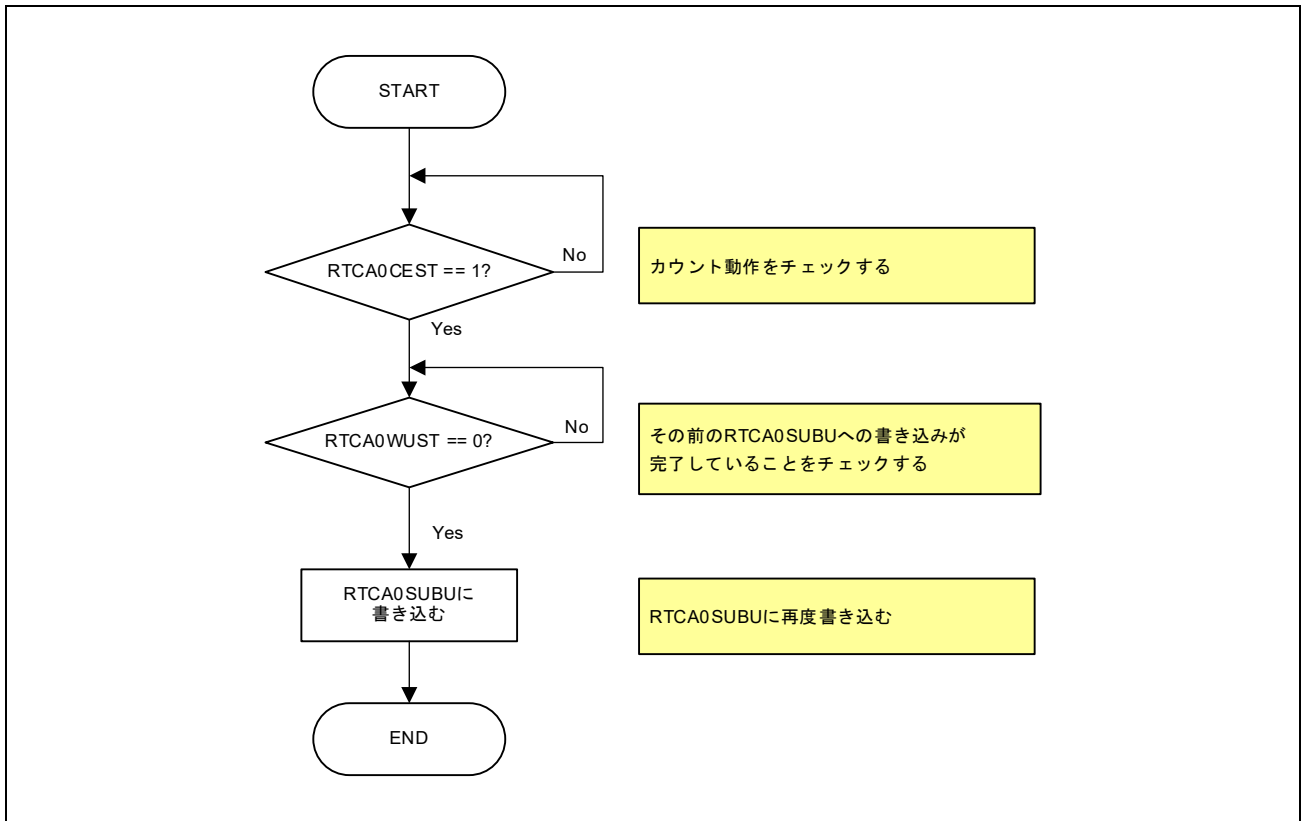 START
No
RTCA0CEST == 1?
カウント動作をチェックする
Yes
No
RTCA0WUST == 0?
その前のRTCA0SUBUへの書き込みが
完了していることをチェックする
Yes
RTCA0SUBUに
書き込む
RTCA0SUBUに再度書き込む
END